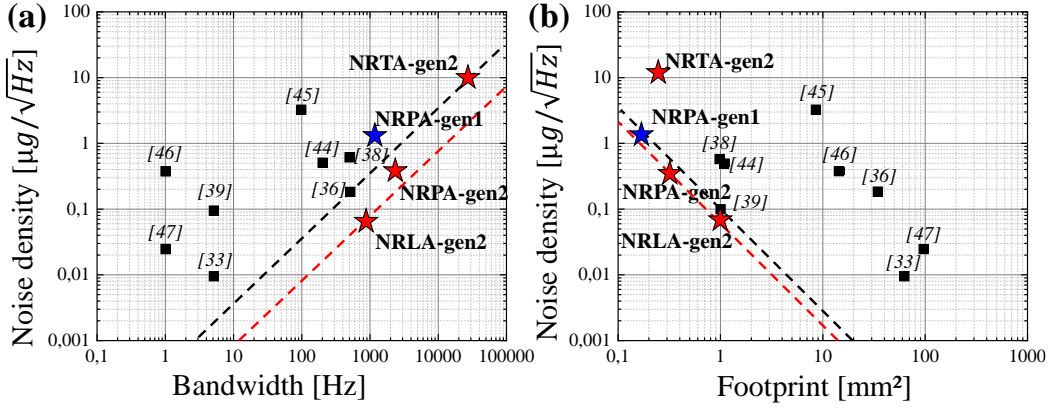 (a)
Noise density [µg/√Hz]
100
10
1
0,1
0,01
0,001
NRTA-gen2
[45]
NRPA-gen1
[44]
[38]
[46]
[36]
NRPA-gen2
[39]
[47]
NRLA-gen2
[33]
0,1 1 10 100 1000 10000 100000
Bandwidth [Hz]
(b)
Noise density [µg/√Hz]
100
10
1
0,1
0,01
0,001
NRTA-gen2
[45]
NRPA-gen1
[38]
[44]
[46]
[36]
NRPA-gen2
[39]
NRLA-gen2
[47]
[33]
0,1 1 10 100 1000
Footprint [mm²]